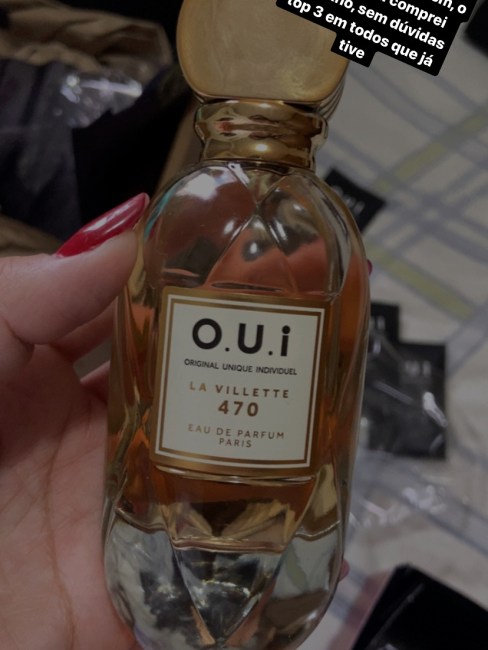 comprei
sem dúvidas
top 3 em todos que já
tive
O.U.i
ORIGINAL UNIQUE INDIVIDUEL
LA VILLETTE
470
EAU DE PARFUM
PARIS